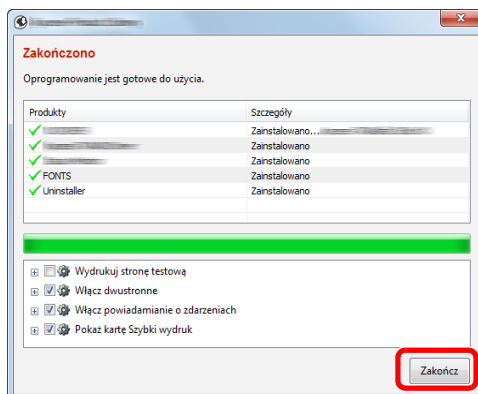 Zakończono
Oprogramowanie jest gotowe do użycia.
Produkty Szczegóły
Zainstalowano...
Zainstalowano
Zainstalowano
FONTS Zainstalowano
Uninstaller Zainstalowano
Wydrukuj stronę testową
Włącz dwustronne
Włącz powiadamianie o zdarzeniach
Pokaż kartę Szybki wydruk
Zakończ